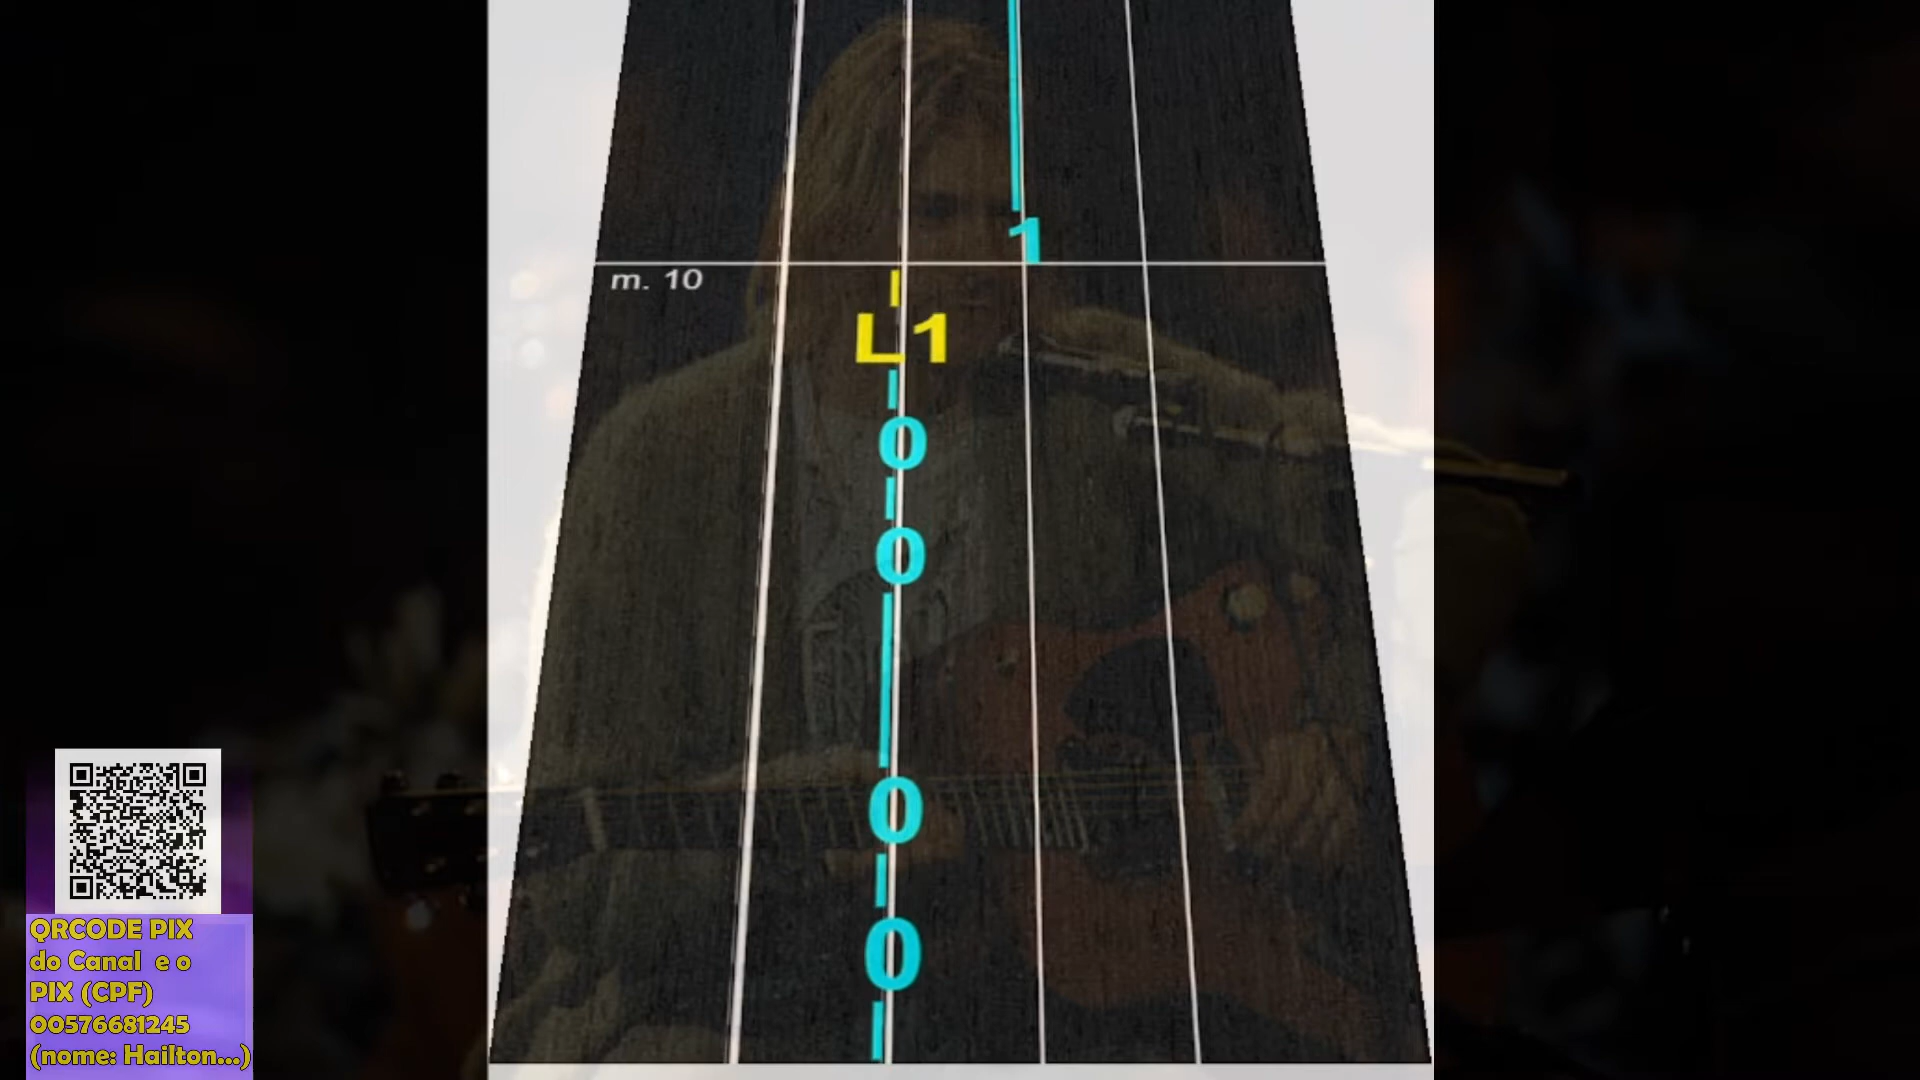 1
m. 10
L1
0
0
0
0
QRCODE PIX
do Canal e o
PIX (CPF)
00576681245
(nome: Hailton...)